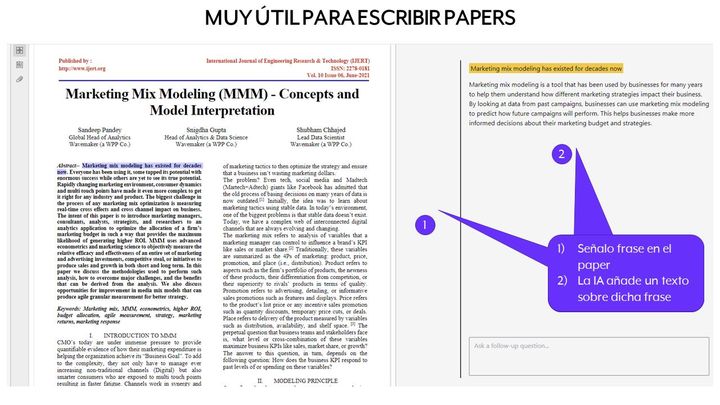 MUY ÚTIL PARA ESCRIBIR PAPERS
Published by :
http://www.ijert.org
International Journal of Engineering Research & Technology (IJERT)
ISSN: 2278-0181
Vol. 10 Issue 06, June-2021
Marketing Mix Modeling (MMM) - Concepts and
Model Interpretation
Sandeep Pandey
Global Head of Analytics
Wavemaker (a WPP Co.)
Snigdha Gupta
Head of Analytics & Data Science
Wavemaker (a WPP Co.)
Shubham Chhajed
Lead Data Scientist
Wavemaker (a WPP Co.)
Abstract– Marketing mix modeling has existed for decades
now. Everyone has been using it, some tapped its potential with
enormous success while others are yet to see its true potential.
Rapidly changing marketing environment, consumer dynamics
and multi touch points have made it even more complex to get
it right for any industry and product. The biggest challenge in
the process of any marketing mix optimization is measuring
real-time cross effects and cross channel impact on business.
The intent of this paper is to introduce marketing managers,
consultants, analysts, strategists, and researchers to an
analytics application to optimize the allocation of a firm's
marketing budget in such a way that provides the maximum
likelihood of generating higher ROI. MMM uses advanced
econometrics and marketing science to objectively measure the
relative efficacy and effectiveness of an entire set of marketing
and advertising investments, competitive steal, or initiatives to
produce sales and growth in both short and long term. In this
paper we discuss the methodologies used to perform such
analysis, how to overcome major challenges, and the benefits
that can be derived from the analysis. We also discuss
opportunities for improvement in media mix models that can
produce agile granular measurement for better strategy.
Keywords: Marketing mix, MMM, econometrics, higher ROI,
budget allocation, agile measurement, strategy, marketing
returns, marketing response
I. INTRODUCTION TO MMM
CMO's today are under immense pressure to provide
quantifiable evidence of how their marketing expenditure is
helping the organization achieve its "Business Goal". To add
to the complexity, they not only have to manage ever
increasing non-traditional channels (Digital) but also
smarter consumers who are exposed to multi touch points
resulting in faster fatigue. Channels work in synergy and
of marketing tactics to then optimize the strategy and ensure
that a business isn't wasting marketing dollars.
The problem? Even tech, social media and Madtech
(Martech+Adtech) giants like Facebook has admitted that
the old process of basing decisions on many years of data is
now outdated.[1] Initially, the idea was to learn about
marketing tactics using stable data. In today's environment,
one of the biggest problems is that stable data doesn't exist.
Today, we have a complex web of interconnected digital
channels that are always evolving and changing.
The marketing mix refers to analysis of variables that a
marketing manager can control to influence a brand's KPI
like sales or market share.[2] Traditionally, these variables
are summarized as the 4Ps of marketing: product, price,
promotion, and place (i.e., distribution). Product refers to
aspects such as the firm's portfolio of products, the newness
of these products, their differentiation from competition, or
their superiority to rivals' products in terms of quality.
Promotion refers to advertising, detailing, or informative
sales promotions such as features and displays. Price refers
to the product's list price or any incentive sales promotion
such as quantity discounts, temporary price cuts, or deals.
Place refers to delivery of the product measured by variables
such as distribution, availability, and shelf space. [3] The
perpetual question that business teams and stakeholders face
is, what level or cross-combination of these variables
maximize business KPIs like sales, market share, or growth?
The answer to this question, in turn, depends on the
following question: How does the business KPI respond to
past levels of or spending on these variables?
II. MODELING PRINCIPLE
Marketing mix modeling has existed for decades now
Marketing mix modeling is a tool that has been used by businesses for many years
to help them understand how different marketing strategies impact their business.
By looking at data from past campaigns, businesses can use marketing mix modeling
to predict how future campaigns will perform. This helps businesses make more
informed decisions about their marketing budget and strategies.
2
1
1) Señalo frase en el
paper
2) La IA añade un texto
sobre dicha frase
Ask a follow-up question...